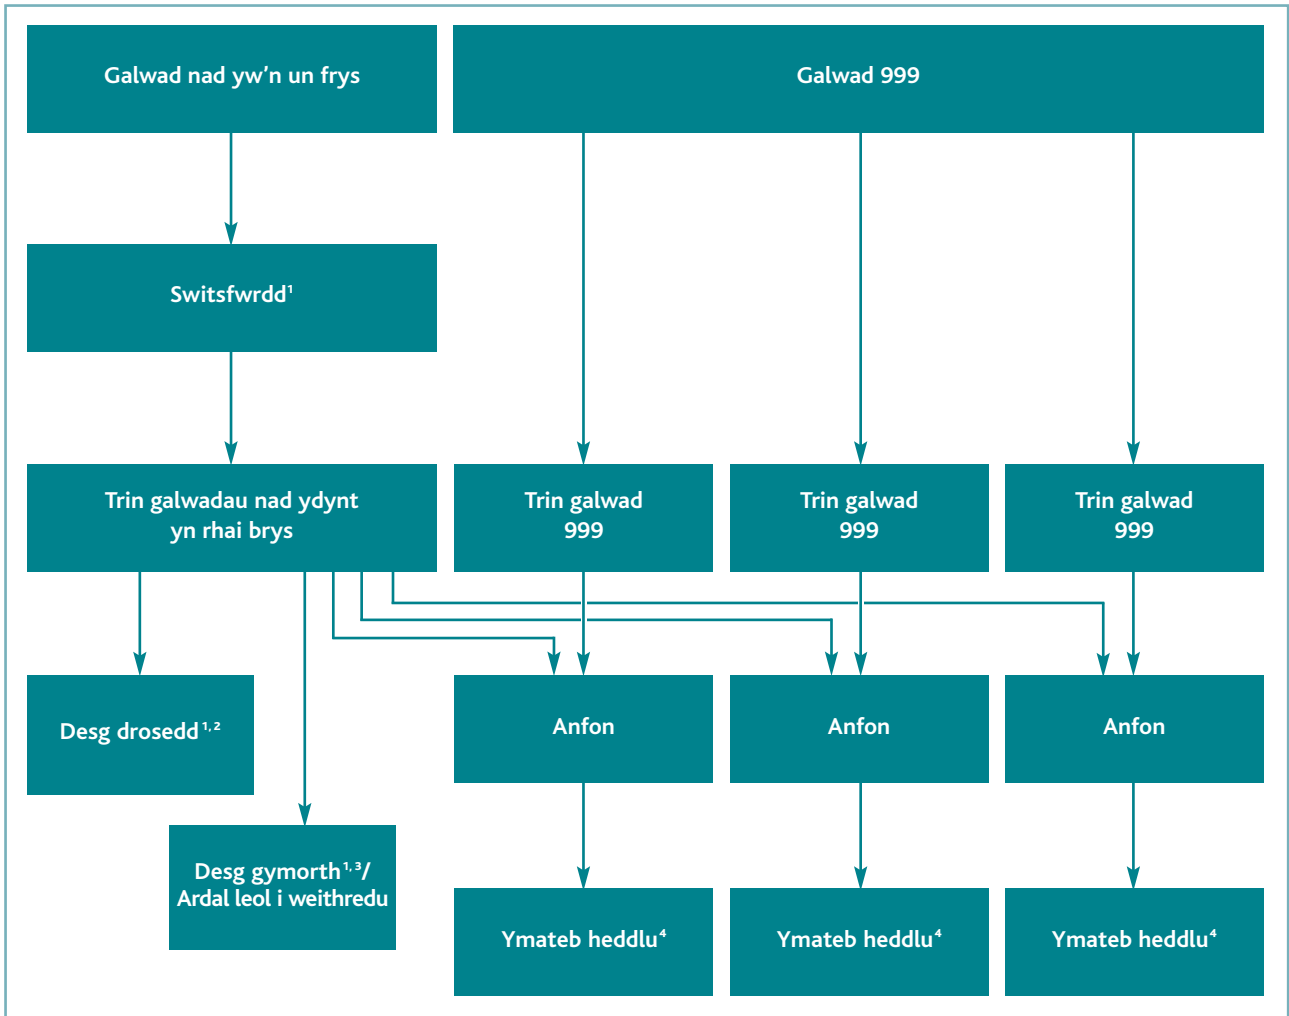 Galwad nad yw’n un frys
Galwad 999
Switsfwrdd¹
Trin galwadau nad ydynt
yn rhai brys
Trin galwad
999
Trin galwad
999
Trin galwad
999
Desg drosedd¹,²
Anfon
Anfon
Anfon
Desg gymorth¹,³/
Ardal leol i weithredu
Ymateb heddlu⁴
Ymateb heddlu⁴
Ymateb heddlu⁴